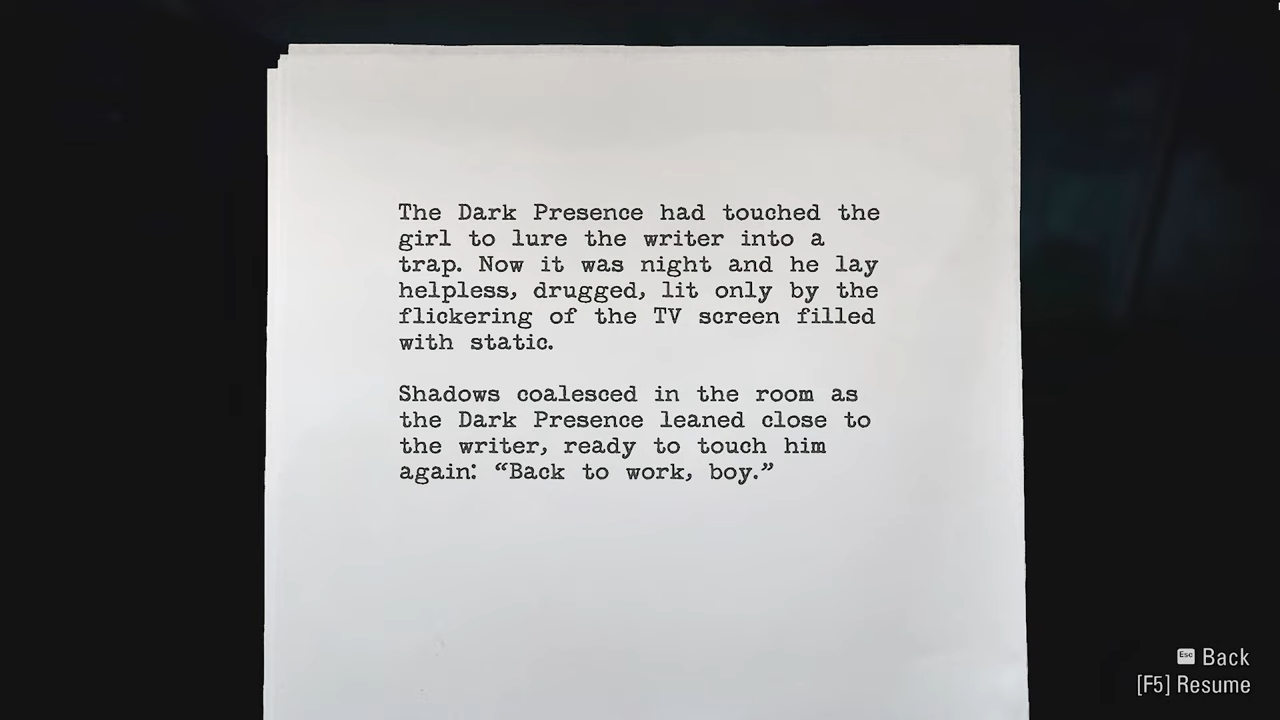 The Dark Presence had touched the
girl to lure the writer into a
trap. Now it was night and he lay
helpless, drugged, lit only by the
flickering of the TV screen filled
with static.
Shadows coalesced in the room as
the Dark Presence leaned close to
the writer, ready to touch him
again: “Back to work, boy.”
Esc Back
[F5] Resume